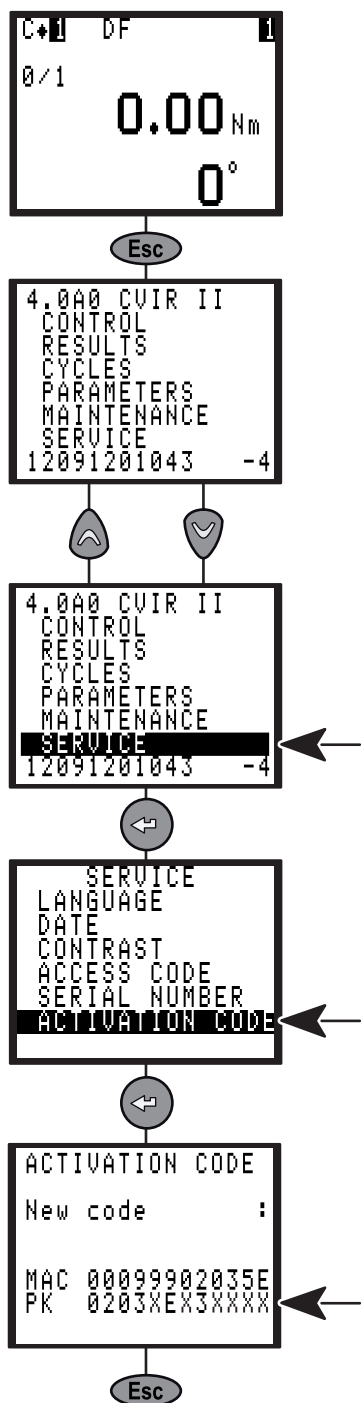 C♦1 DF 1
0/1
0.00 Nm
0°
Esc
4.0A0 CVIR II
CONTROL
RESULTS
CYCLES
PARAMETERS
MAINTENANCE
SERVICE
12091201043 -4
4.0A0 CVIR II
CONTROL
RESULTS
CYCLES
PARAMETERS
MAINTENANCE
SERVICE
12091201043 -4
SERVICE
LANGUAGE
DATE
CONTRAST
ACCESS CODE
SERIAL NUMBER
ACTIVATION CODE
ACTIVATION CODE
New code :
MAC 00099902035E
PK 0203XEX3XXXX
Esc